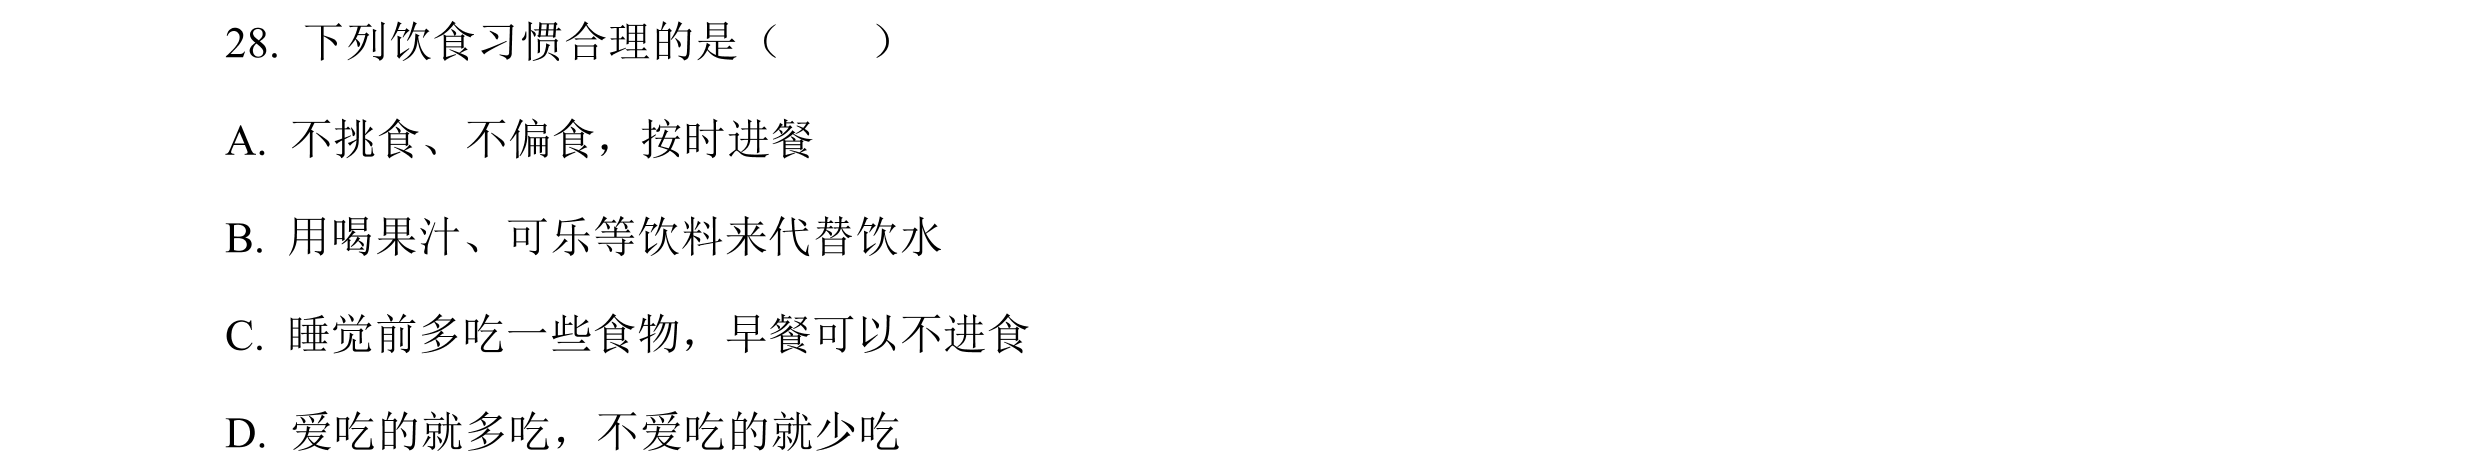 28. 下列饮食习惯合理的是（　　）
A. 不挑食、不偏食，按时进餐
B. 用喝果汁、可乐等饮料来代替饮水
C. 睡觉前多吃一些食物，早餐可以不进食
D. 爱吃的就多吃，不爱吃的就少吃